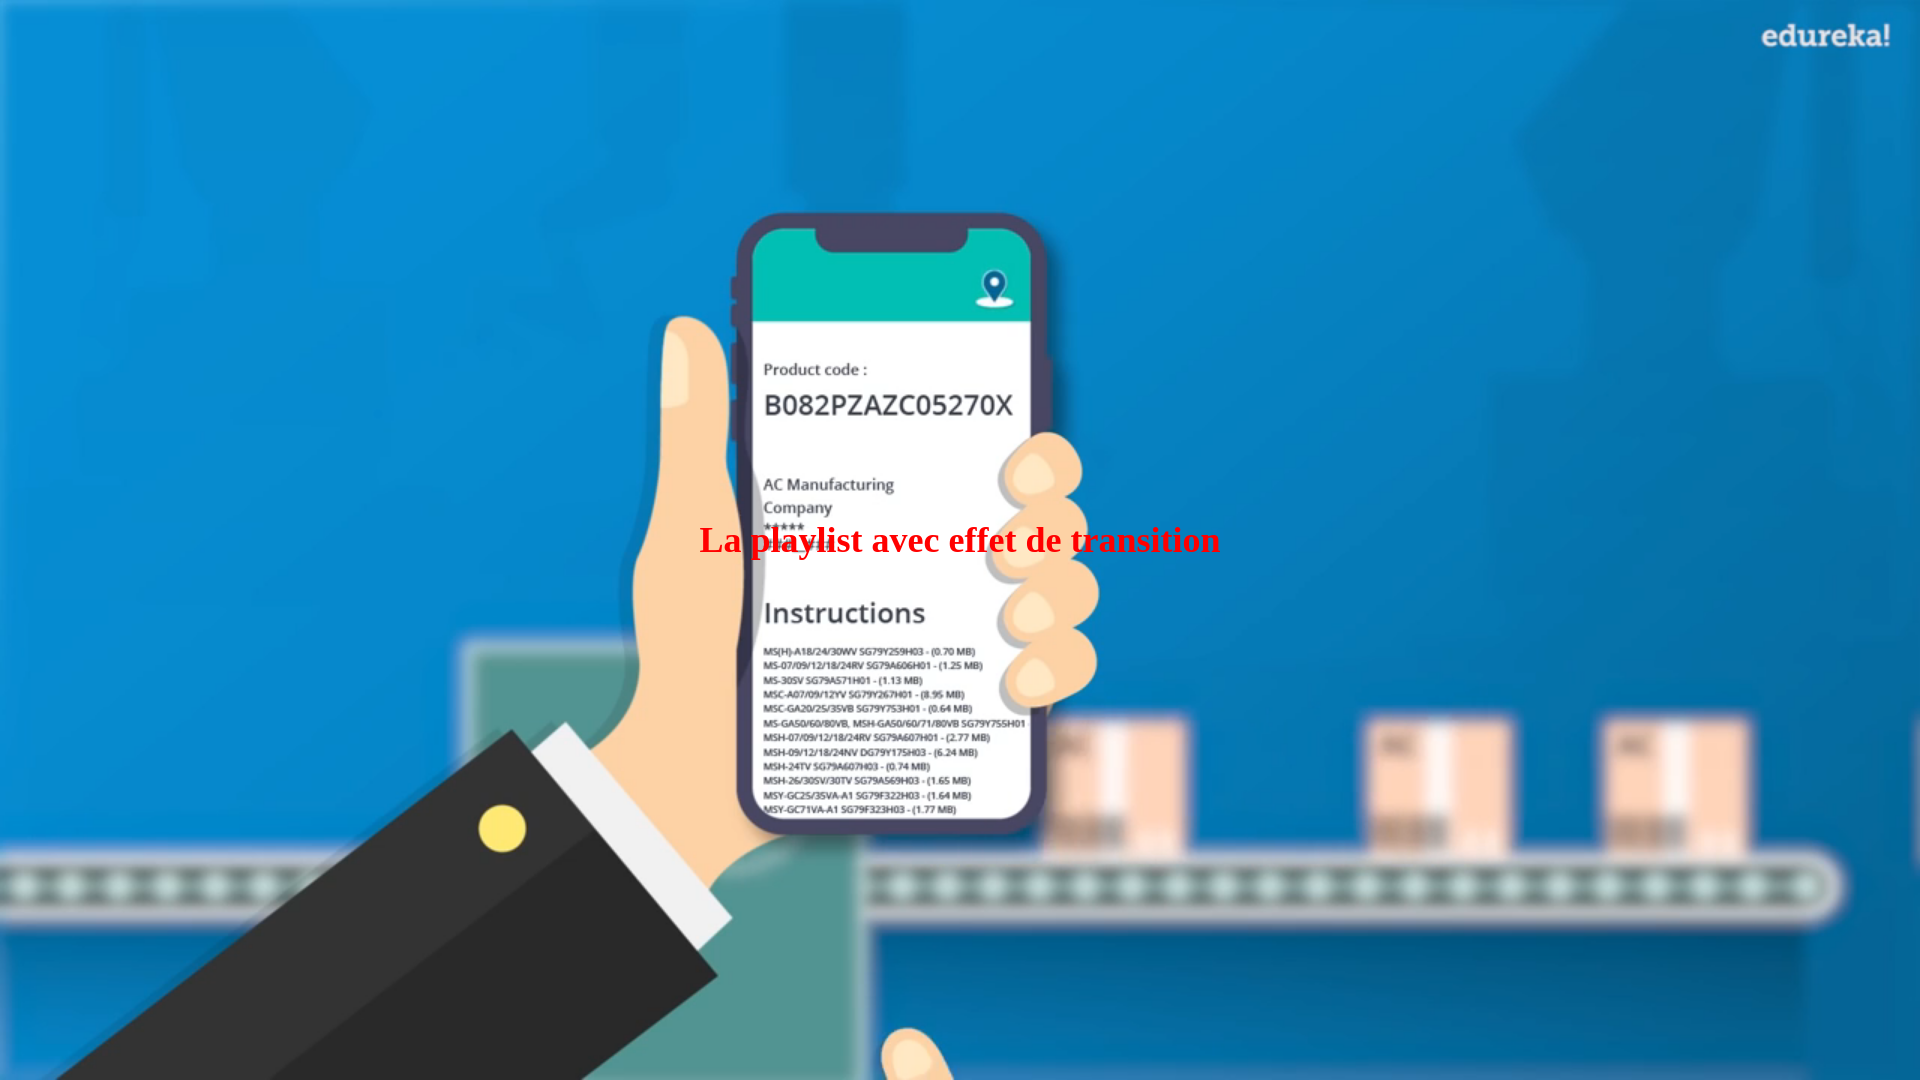 edureka!
Product code :
B082PZAZC05270X
AC Manufacturing
Company
*****
La playlist avec effet de transition
Instructions
MS(H)-A18/24/30WV SG79Y259H03 - (0.70 MB)
MS-07/09/12/18/24RV SG79A606H01 - (1.25 MB)
MS-30SV SG79A571H01 - (1.13 MB)
MSC-A07/09/12YV SG79Y267H01 - (8.95 MB)
MSC-GA20/25/35VB SG79Y753H01 - (0.64 MB)
MS-GA50/60/80VB, MSH-GA50/60/71/80VB SG79Y755H01 -
MSH-07/09/12/18/24RV SG79A607H01 - (2.77 MB)
MSH-09/12/18/24NV DG79Y175H03 - (6.24 MB)
MSH-24TV SG79A607H03 - (0.74 MB)
MSH-26/30SV/30TV SG79A569H03 - (1.65 MB)
MSY-GC25/35VA-A1 SG79F322H03 - (1.64 MB)
MSY-GC71VA-A1 SG79F323H03 - (1.77 MB)
AC
AC
AC